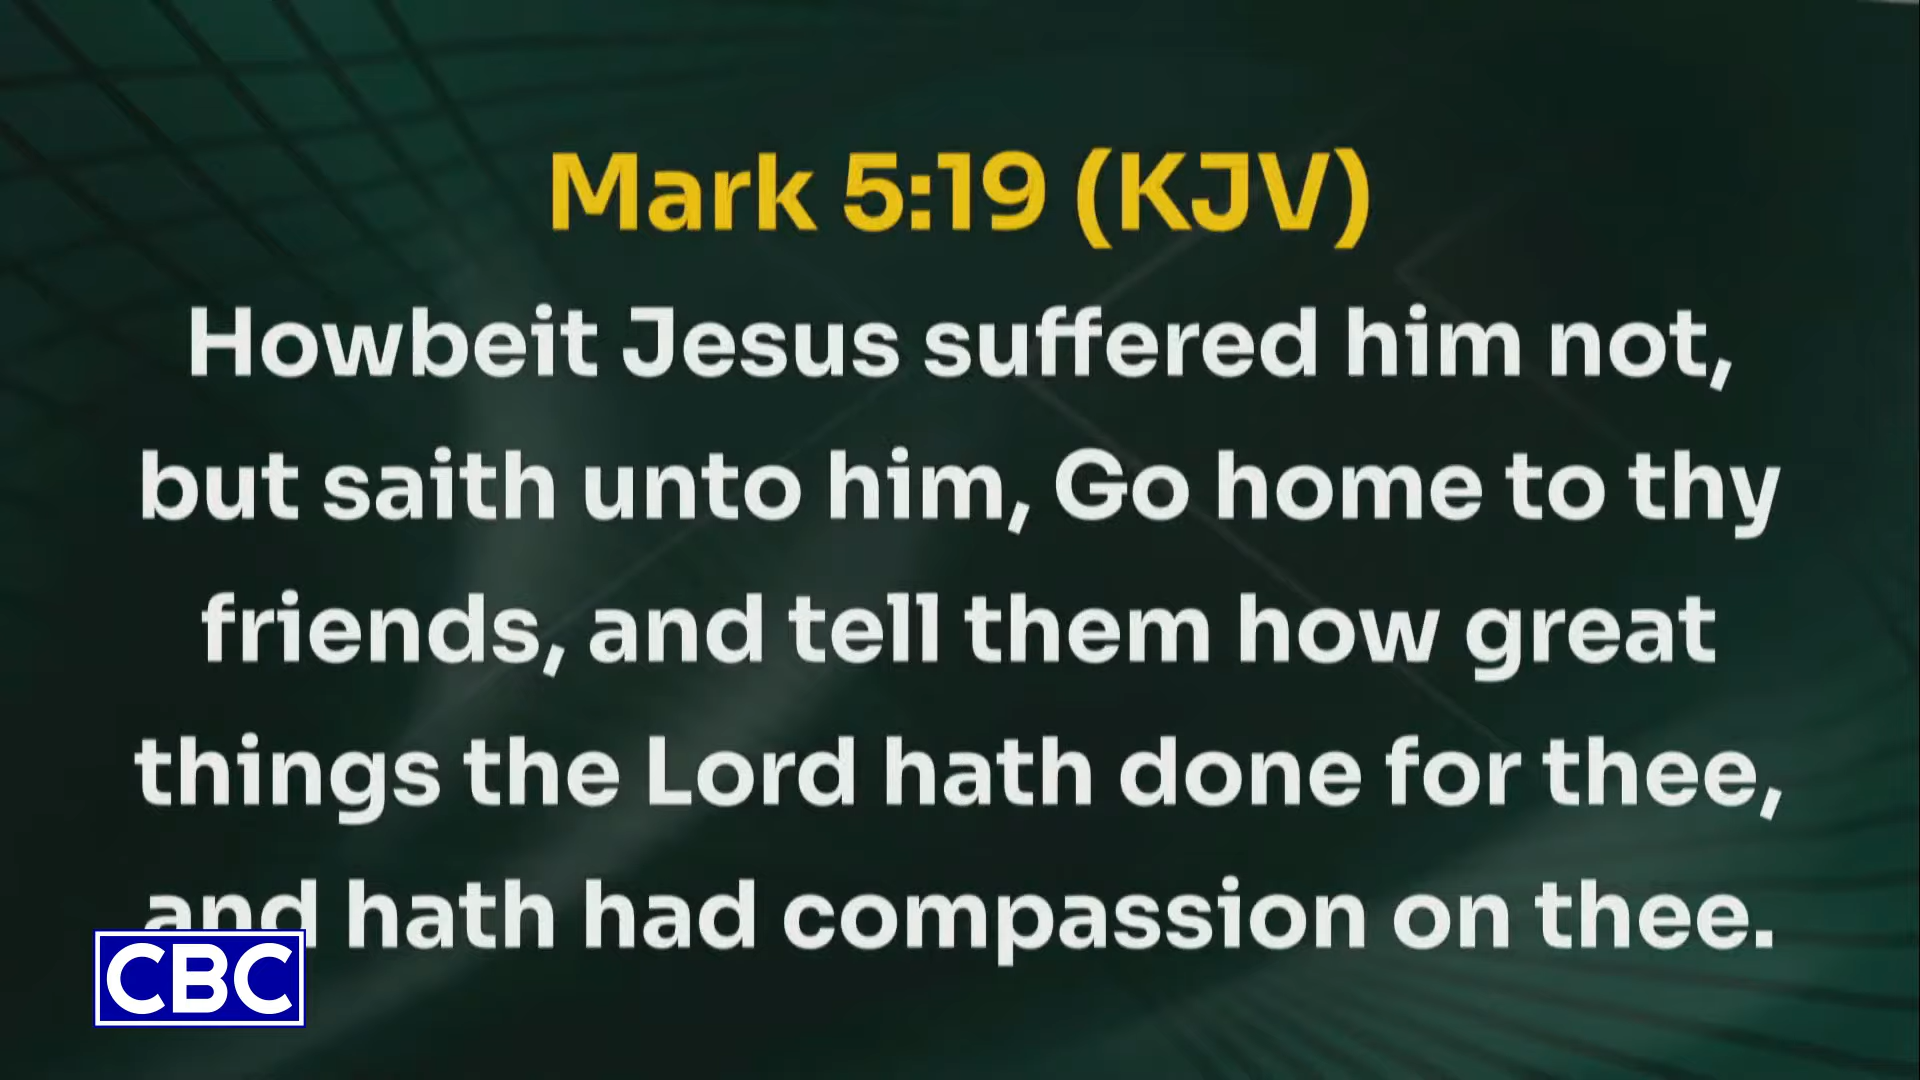 Mark 5:19 (KJV)
Howbeit Jesus suffered him not,
but saith unto him, Go home to thy
friends, and tell them how great
things the Lord hath done for thee,
and hath had compassion on thee.
CBC